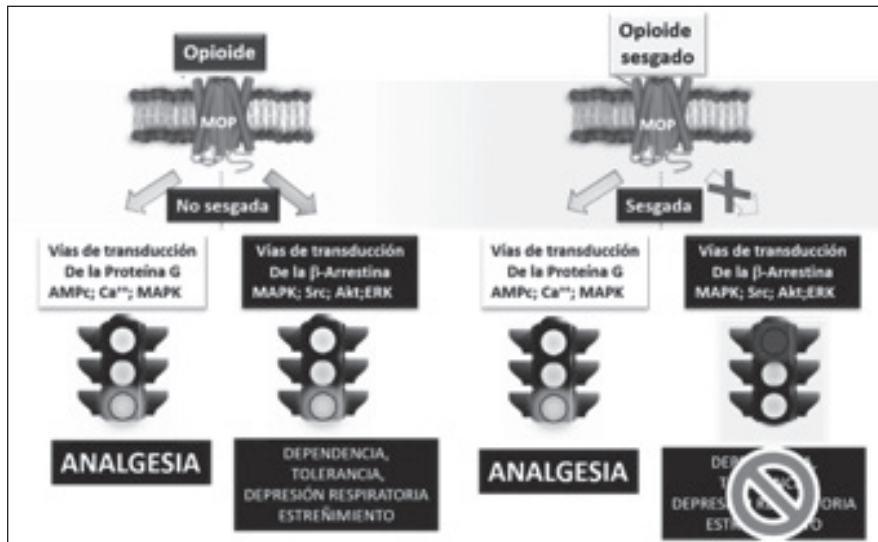 Opioide
MOP
No sesgada
Vías de transducción
De la Proteína G
AMPc; Ca⁺⁺; MAPK
Vías de transducción
De la β-Arrestina
MAPK; Src; Akt;ERK
ANALGESIA
DEPENDENCIA,
TOLERANCIA,
DEPRESIÓN RESPIRATORIA
ESTREÑIMIENTO
Opioide
sesgado
MOP
Sesgada
Vías de transducción
De la Proteína G
AMPc; Ca⁺⁺; MAPK
Vías de transducción
De la β-Arrestina
MAPK; Src; Akt;ERK
ANALGESIA